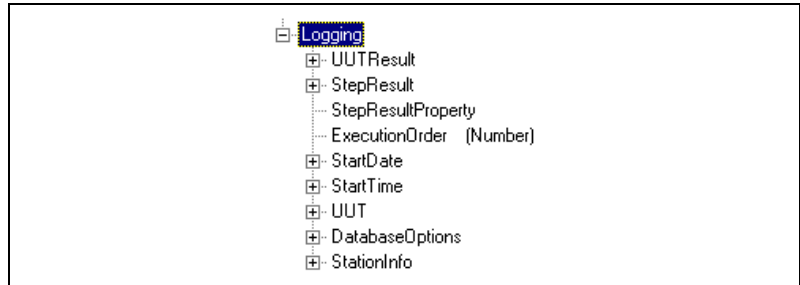 Logging
UUTResult
StepResult
StepResultProperty
ExecutionOrder (Number)
StartDate
StartTime
UUT
DatabaseOptions
StationInfo